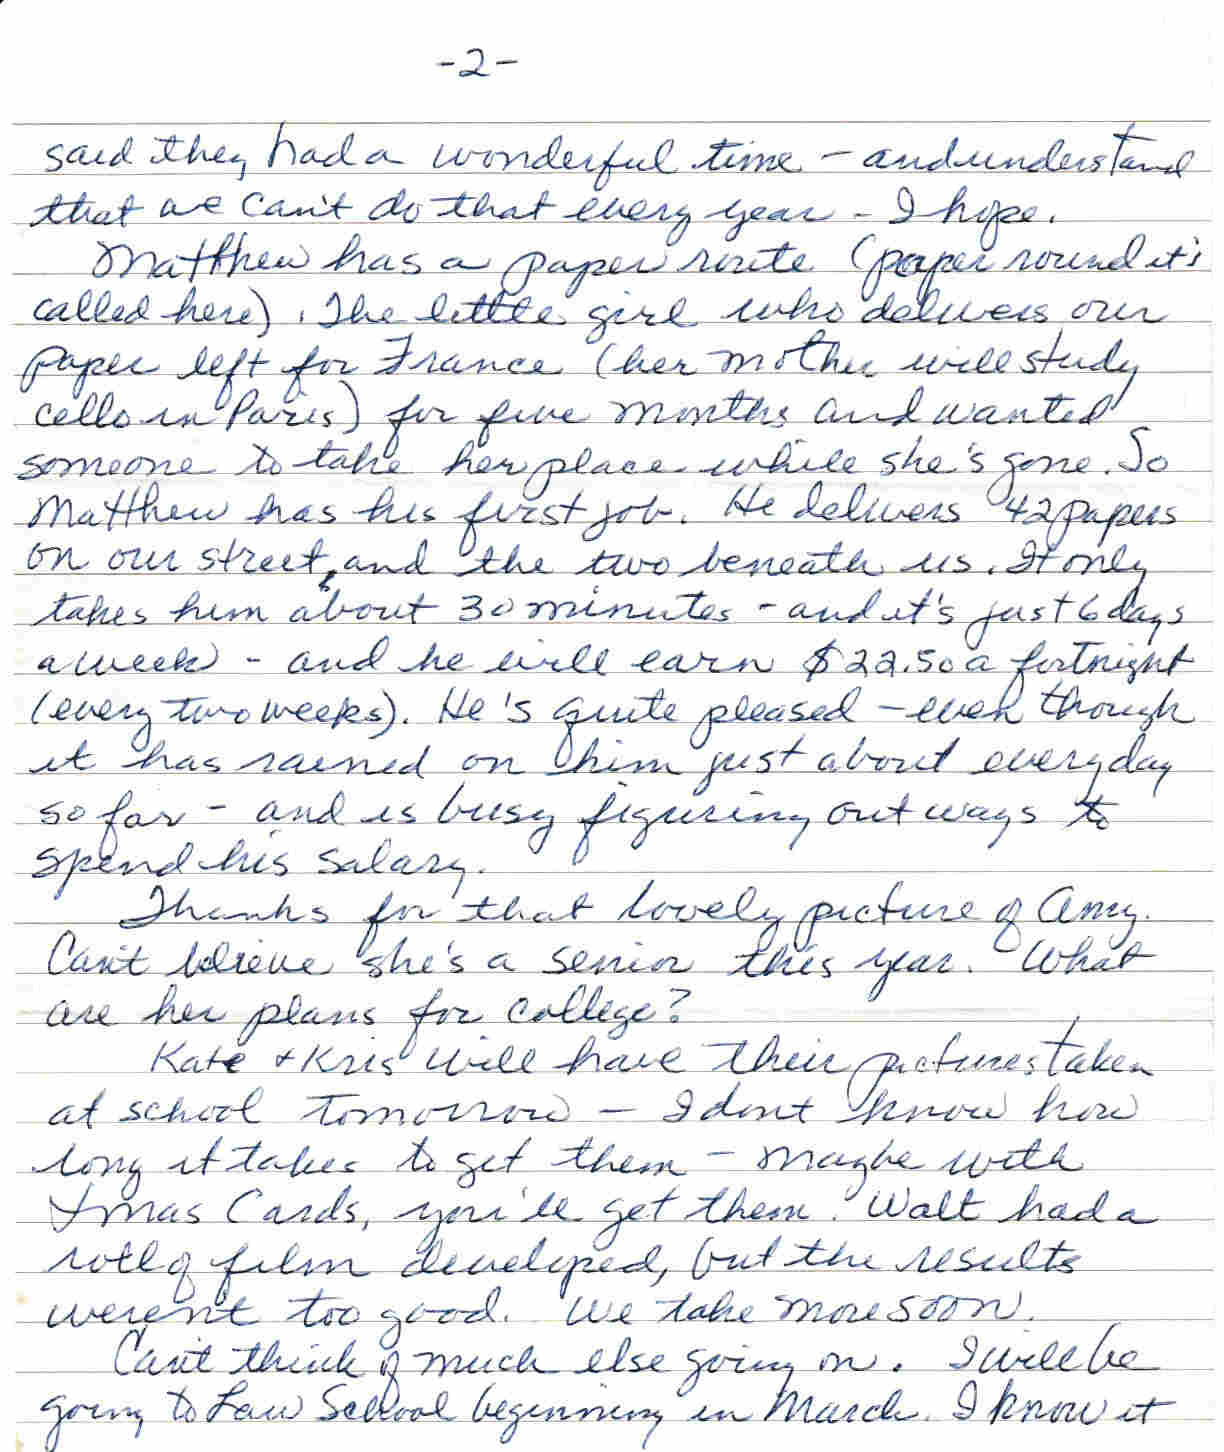 -2-
said they had a wonderful time - and understand
that we can't do that every year - I hope.
Matthew has a paper route (paper round it's
called here). The little girl who delivers our
paper left for France (her mother will study
cello in Paris) for five months and wanted
someone to take her place while she's gone. So
Matthew has his first job. He delivers 42 papers
on our street, and the two beneath us. It only
takes him about 30 minutes - and it's just 6 days
a week - and he will earn $22.50 a fortnight
(every two weeks). He's quite pleased - even though
it has rained on him just about everyday
so far - and is busy figuring out ways to
spend his salary.
Thanks for that lovely picture of Amy.
Can't believe she's a senior this year. What
are her plans for college?
Kate + Kris will have their pictures taken
at school tomorrow - I dont know how
long it takes to get them - maybe with
Xmas Cards, you'll get them. Walt had a
roll of film developed, but the results
weren't too good. We take more soon.
Can't think of much else going on. I will be
going to Law School beginning in March. I know it